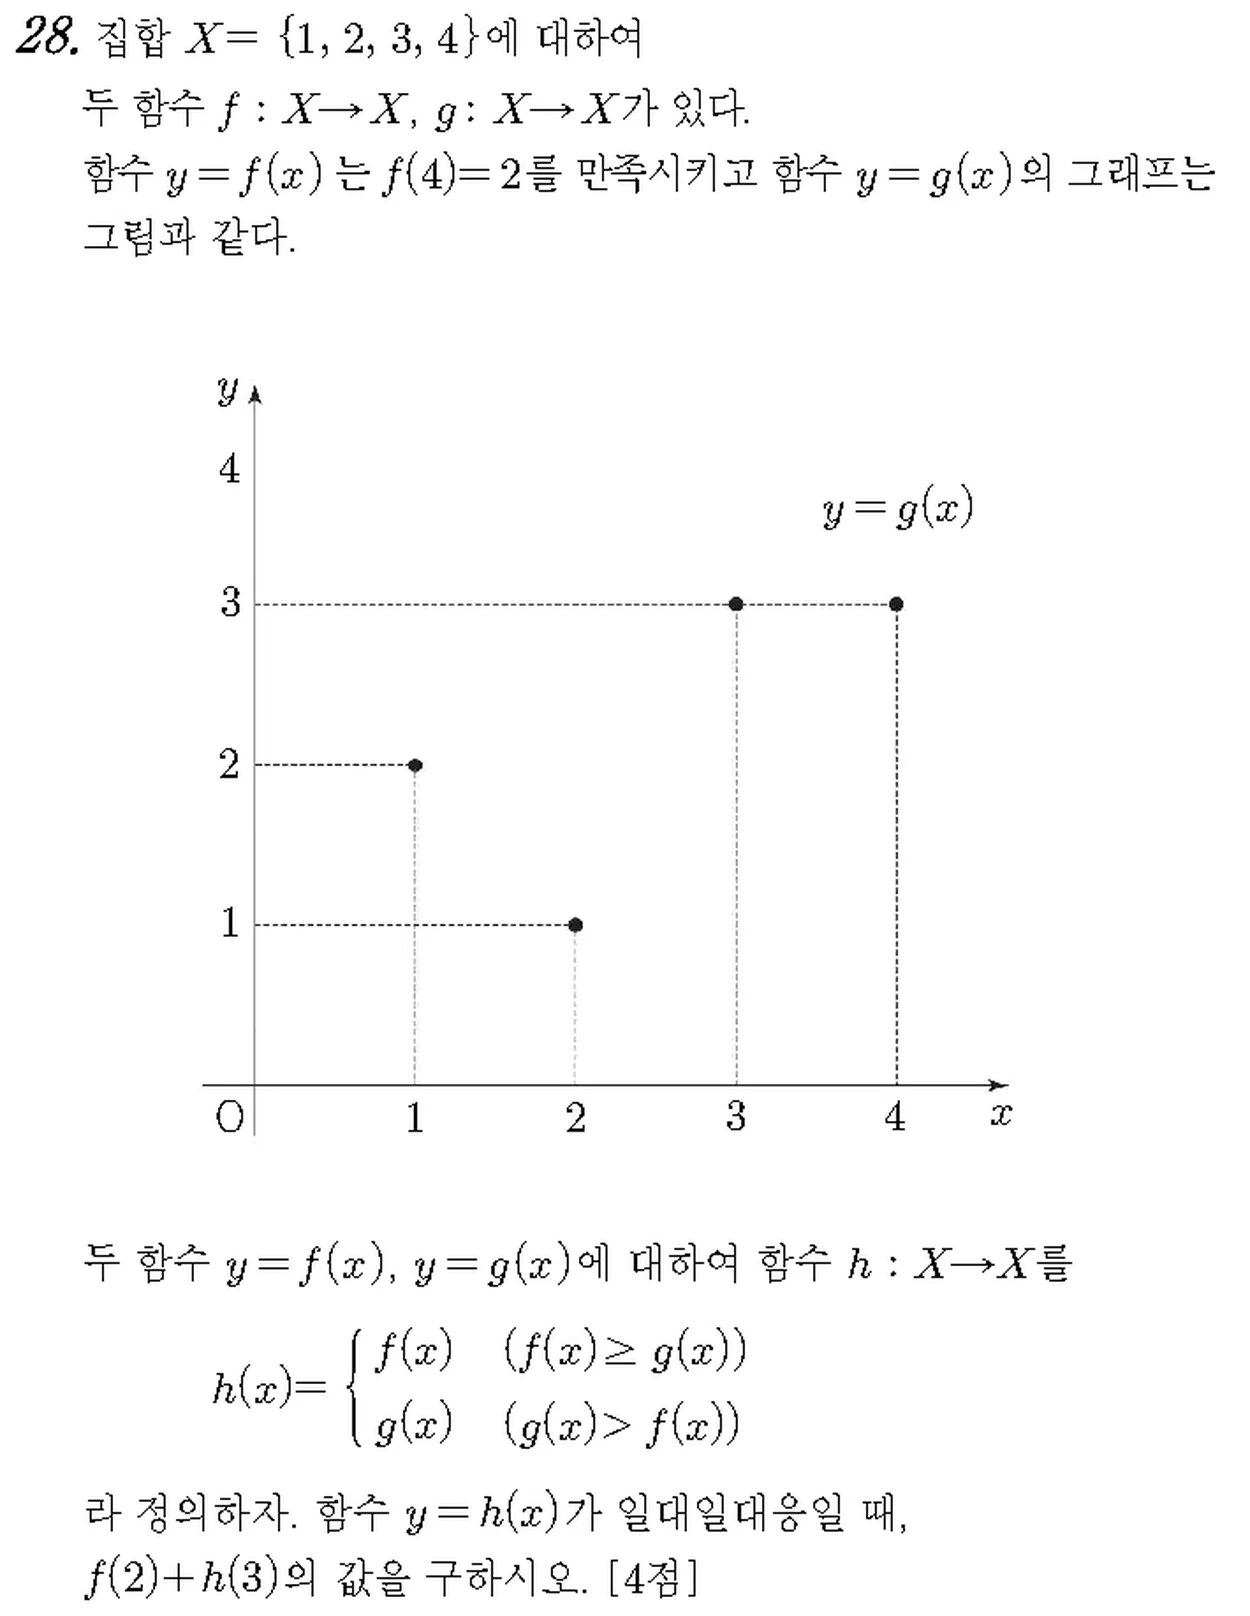 28. 집합 X= {1, 2, 3, 4}에 대하여
두 함수 f : X→X, g : X→X가 있다.
함수 y=f(x)는 f(4)=2를 만족시키고 함수 y=g(x)의 그래프는
그림과 같다.
y
4
y=g(x)
3
2
1
O 1 2 3 4 x
두 함수 y=f(x), y=g(x)에 대하여 함수 h : X→X를
h(x)= { f(x) (f(x)≥ g(x))
g(x) (g(x)> f(x))
라 정의하자. 함수 y=h(x)가 일대일대응일 때,
f(2)+h(3)의 값을 구하시오. [4점]